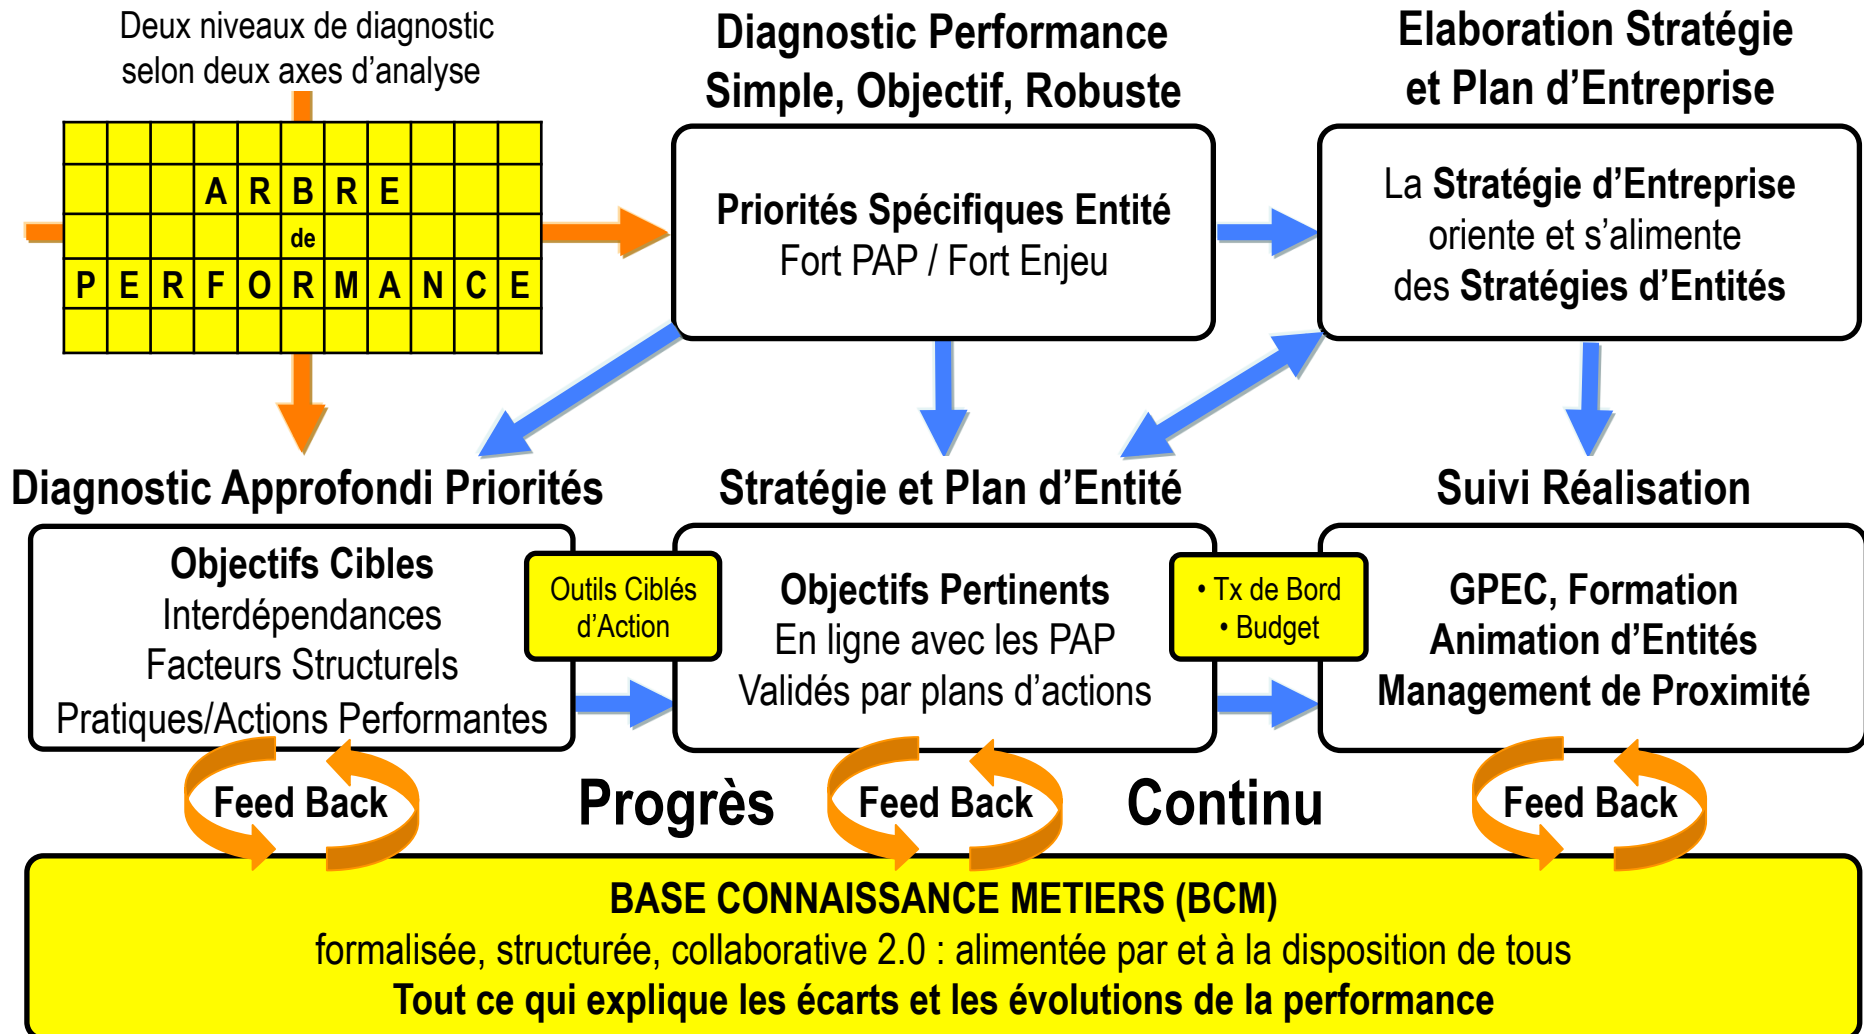 Deux niveaux de diagnostic
selon deux axes d'analyse
ARBRE
de
PERFORMANCE
Diagnostic Performance
Simple, Objectif, Robuste
Priorités Spécifiques Entité
Fort PAP / Fort Enjeu
Elaboration Stratégie
et Plan d'Entreprise
La Stratégie d'Entreprise
oriente et s'alimente
des Stratégies d'Entités
Diagnostic Approfondi Priorités
Objectifs Cibles
Interdépendances
Facteurs Structurels
Pratiques/Actions Performantes
Outils Ciblés
d'Action
Stratégie et Plan d'Entité
Objectifs Pertinents
En ligne avec les PAP
Validés par plans d'actions
• Tx de Bord
• Budget
Suivi Réalisation
GPEC, Formation
Animation d'Entités
Management de Proximité
Feed Back
Progrès
Feed Back
Continu
Feed Back
BASE CONNAISSANCE METIERS (BCM)
formalisée, structurée, collaborative 2.0 : alimentée par et à la disposition de tous
Tout ce qui explique les écarts et les évolutions de la performance